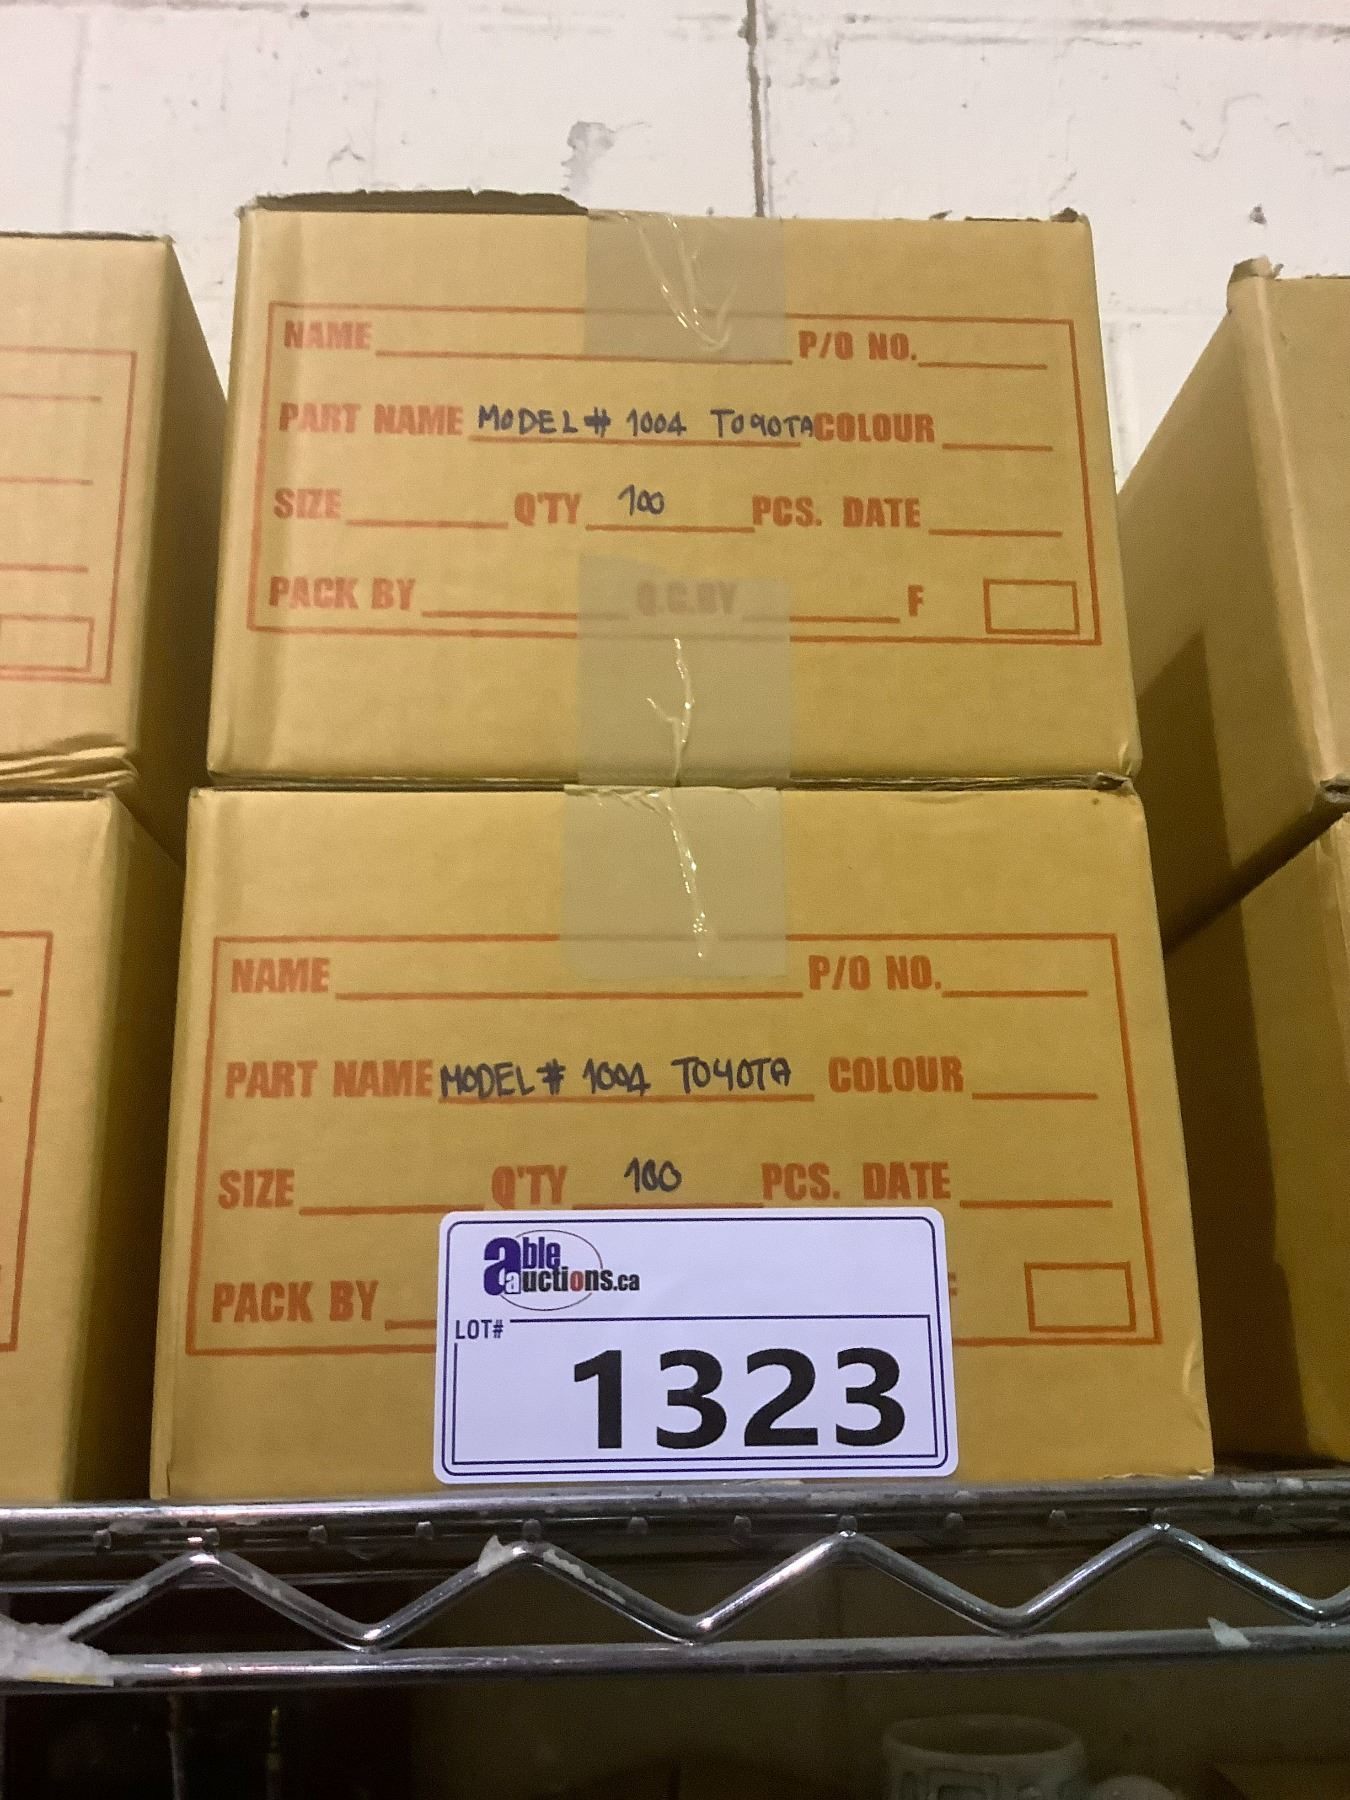 NAME P/O NO.
PART NAME MODEL# 1004 TOYOTA COLOUR
SIZE Q'TY 100 PCS. DATE
PACK BY Q.C.BY F
NAME P/O NO.
PART NAME MODEL# 1004 TOYOTA COLOUR
SIZE Q'TY 100 PCS. DATE
PACK BY F
able auctions.ca
LOT#
1323